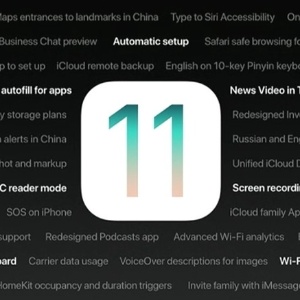 Maps entrances to landmarks in China Type to Siri Accessibility On
Business Chat preview Automatic setup Safari safe browsing fo
p to set up iCloud remote backup English on 10-key Pinyin keybo
autofill for apps News Video in T
y storage plans Redesigned Inv
alerts in China Russian and Eng
hot and markup Unified iCloud D
11
C reader mode Screen recordi
SOS on iPhone iCloud family Ap
support Redesigned Podcasts app Advanced Wi-Fi analytics
oard Carrier data usage VoiceOver descriptions for images Wi-F
HomeKit occupancy and duration triggers Invite family with iMessage